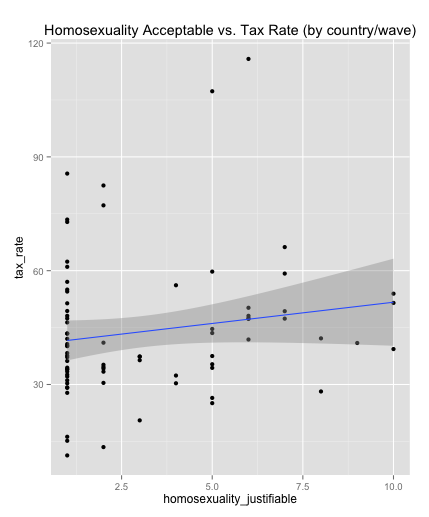 Homosexuality Acceptable vs. Tax Rate (by country/wave)
120
90
60
30
tax_rate
2.5 5.0 7.5 10.0
homosexuality_justifiable